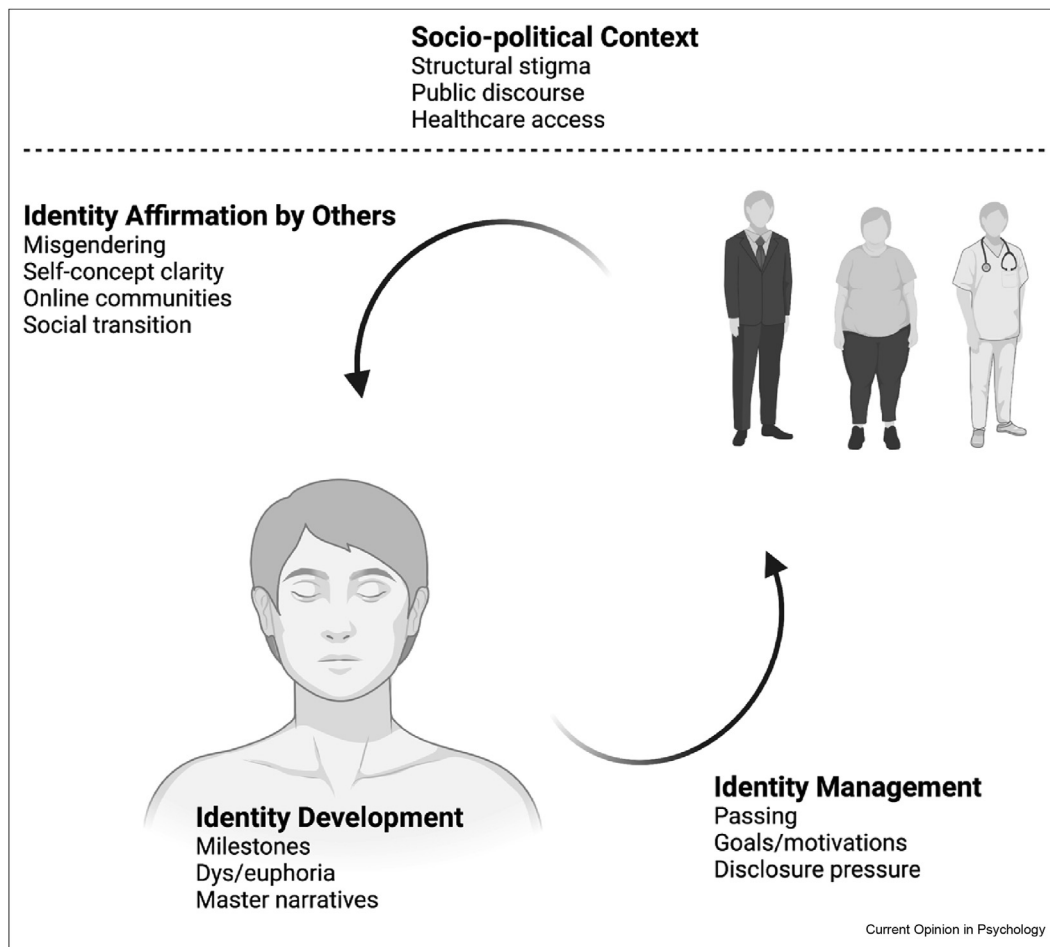 Socio-political Context
Structural stigma
Public discourse
Healthcare access
Identity Affirmation by Others
Misgendering
Self-concept clarity
Online communities
Social transition
Identity Development
Milestones
Dys/euphoria
Master narratives
Identity Management
Passing
Goals/motivations
Disclosure pressure
Current Opinion in Psychology